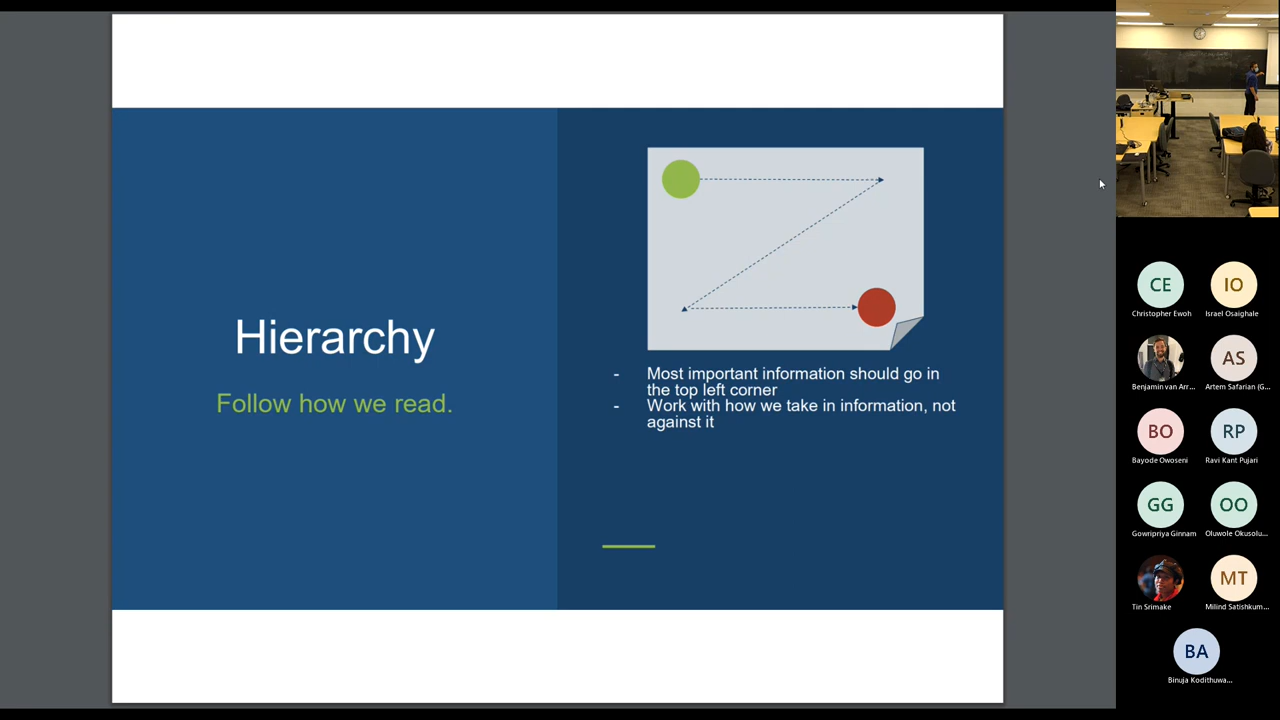 Hierarchy
Follow how we read.
- Most important information should go in
the top left corner
- Work with how we take in information, not
against it
CE
Christopher Ewoh
IO
Israel Osaighale
Benjamin van Arr...
AS
Artem Safarian (G...
BO
Bayode Owoseni
RP
Ravi Kant Pujari
GG
Gowripriya Ginnam
OO
Oluwole Okusolu...
Tin Srimake
MT
Milind Satishkum...
BA
Binuja Kodithuwa...